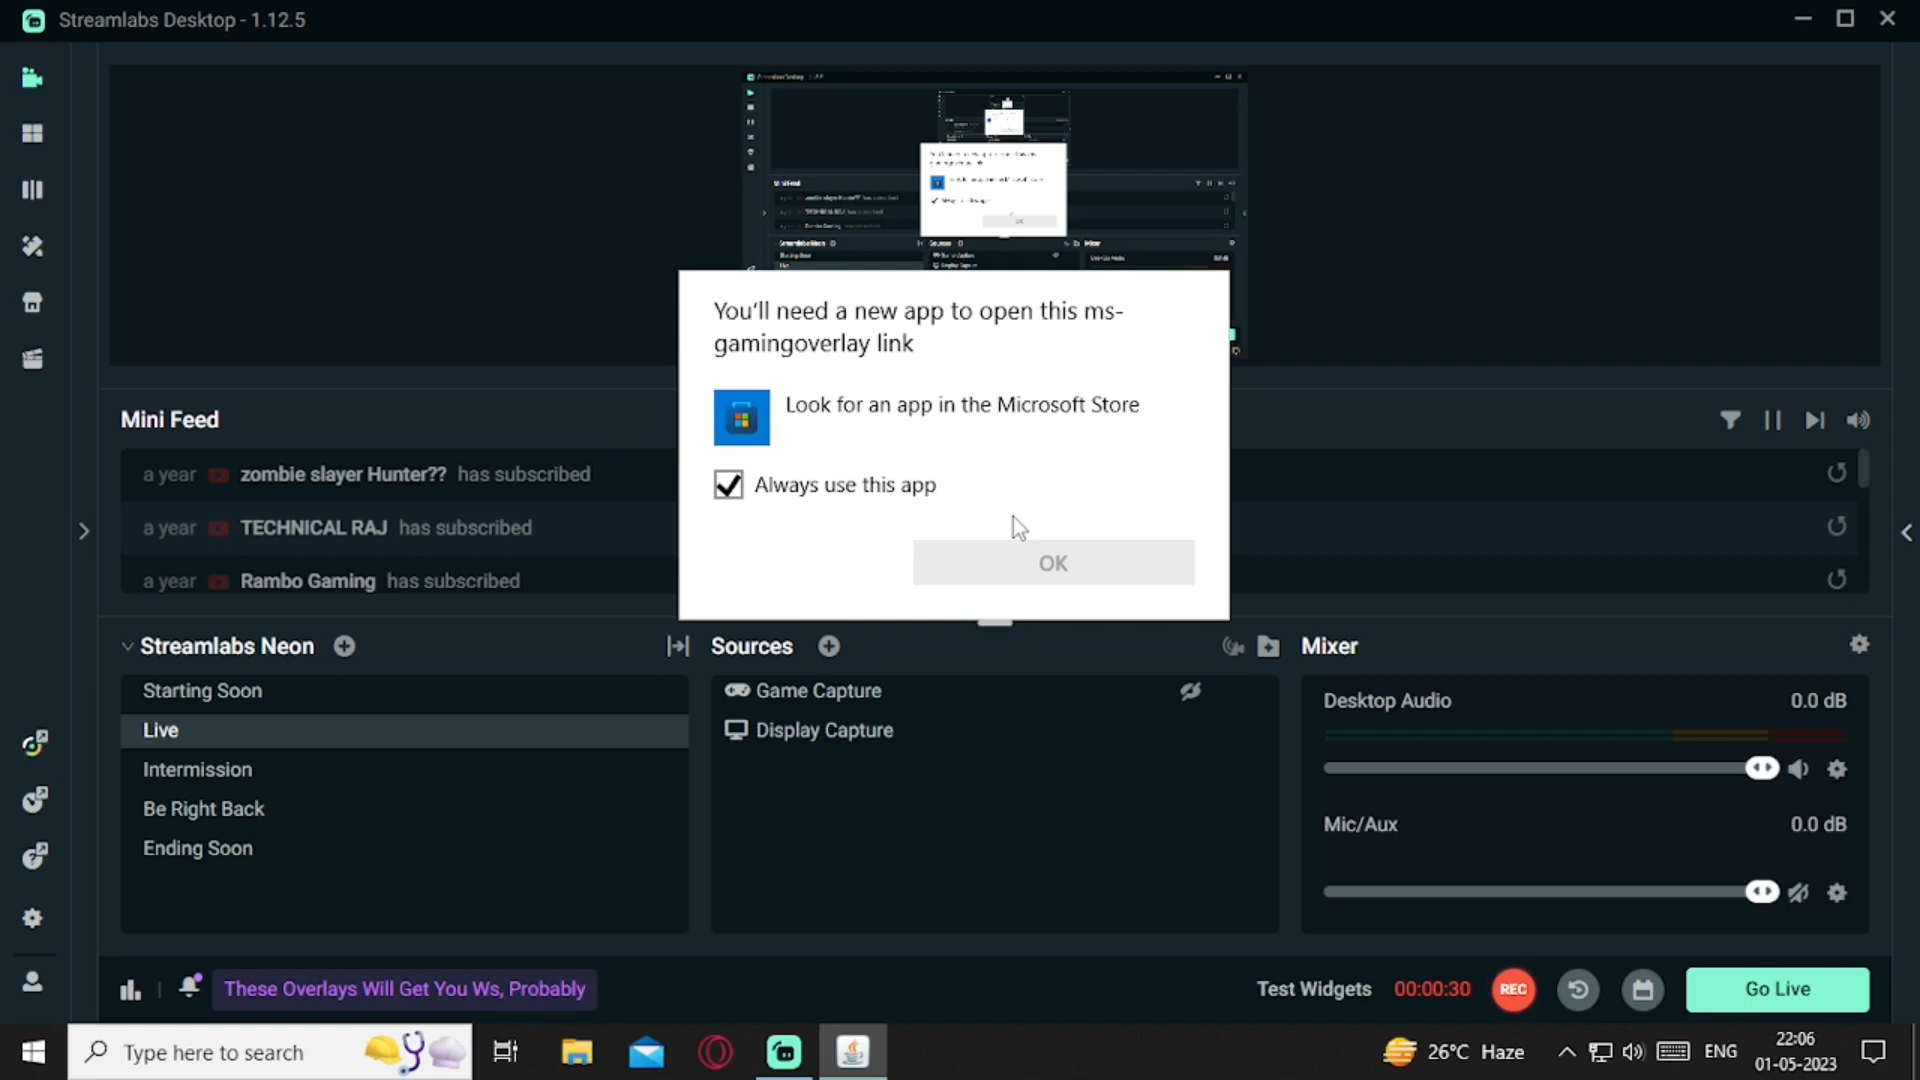 Streamlabs Desktop - 1.12.5
You'll need a new app to open this ms-
gamingoverlay link
Look for an app in the Microsoft Store
Always use this app
OK
Mini Feed
a year zombie slayer Hunter?? has subscribed
a year TECHNICAL RAJ has subscribed
a year Rambo Gaming has subscribed
Streamlabs Neon
Starting Soon
Live
Intermission
Be Right Back
Ending Soon
Sources
Game Capture
Display Capture
Mixer
Desktop Audio 0.0 dB
Mic/Aux 0.0 dB
These Overlays Will Get You Ws, Probably
Test Widgets 00:00:30 REC Go Live
Type here to search
26°C Haze
ENG
22:06
01-05-2023